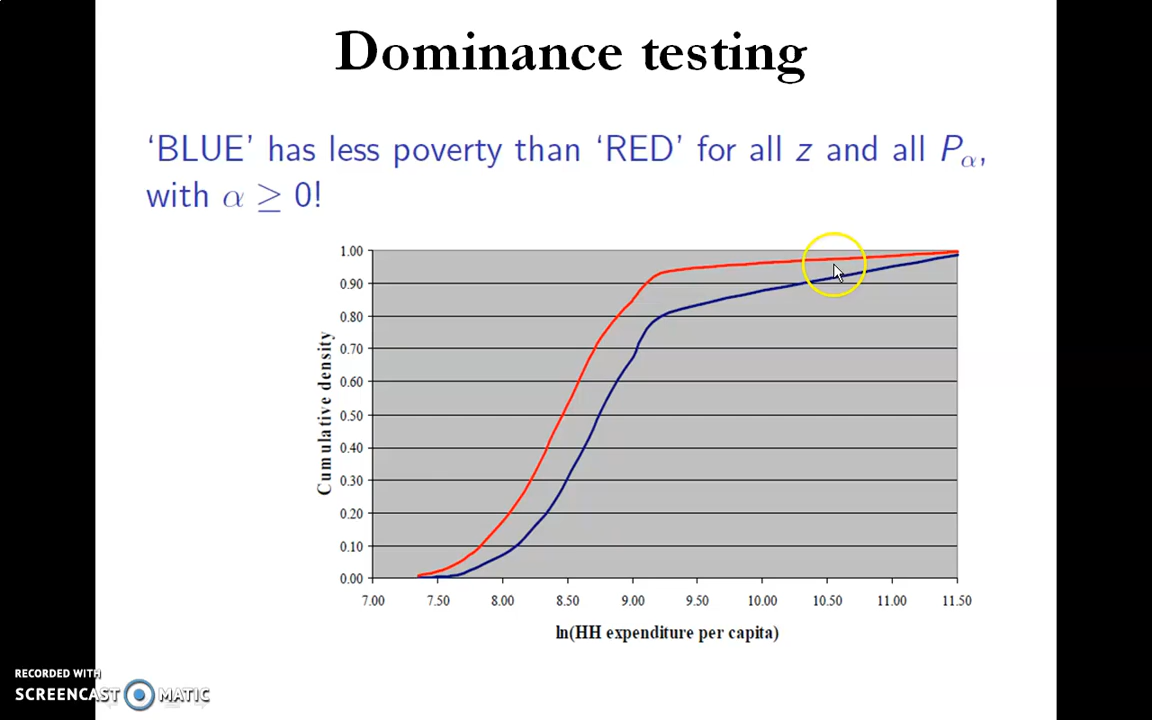 Dominance testing
‘BLUE’ has less poverty than ‘RED’ for all z and all Pα,
with α ≥ 0!
1.00
0.90
0.80
0.70
0.60
0.50
0.40
0.30
0.20
0.10
0.00
Cumulative density
7.00 7.50 8.00 8.50 9.00 9.50 10.00 10.50 11.00 11.50
ln(HH expenditure per capita)
RECORDED WITH
SCREENCAST MATIC